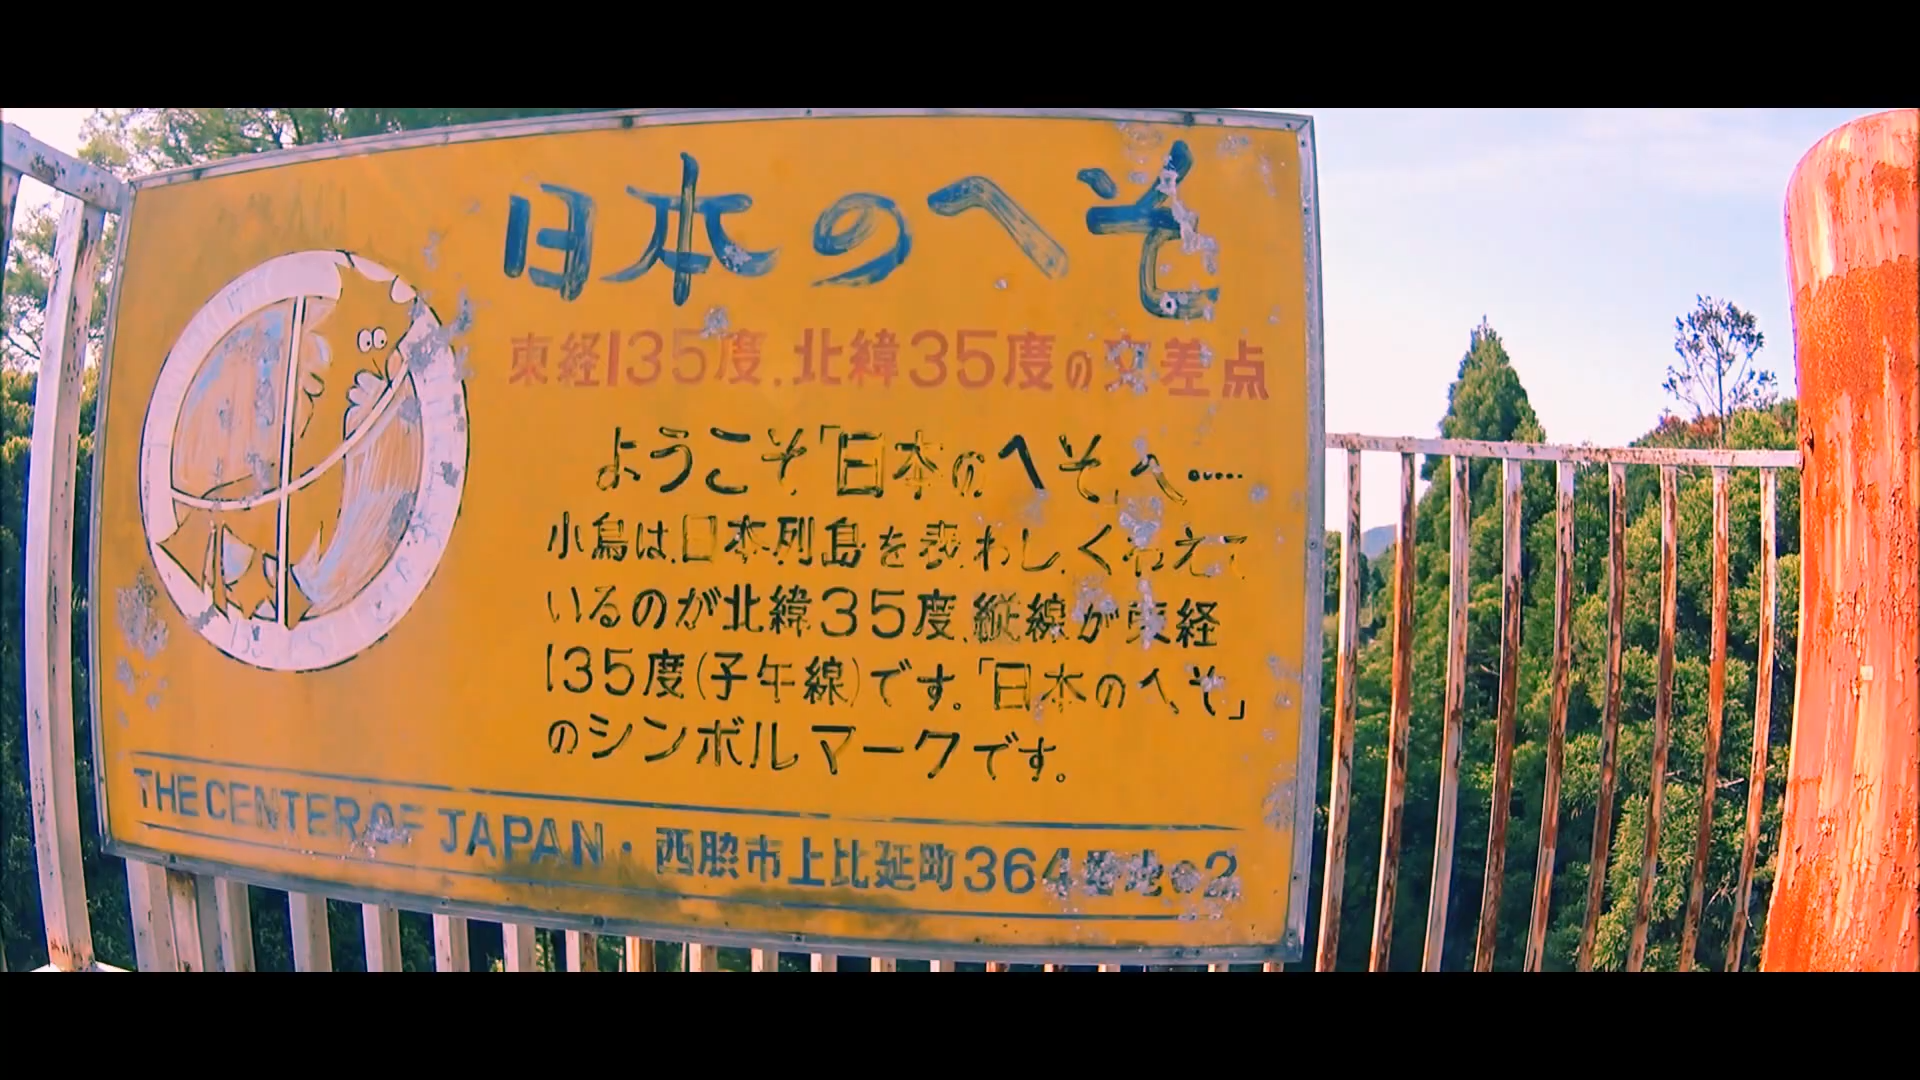 日本のへそ
東経135度.北緯35度の交差点
ようこそ「日本のへそ」へ……
小鳥は、日本列島を表わし、くわえて
いるのが北緯35度、縦線が東経
135度(子午線)です。「日本のへそ」
のシンボルマークです。
THE CENTER OF JAPAN・西脇市上比延町364番地の2